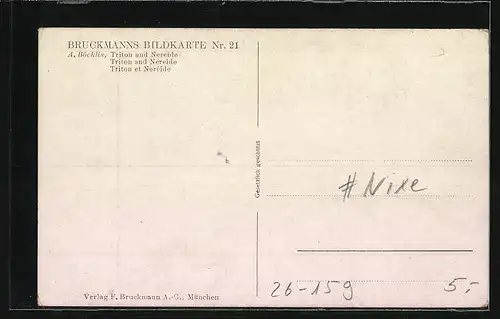 BRUCKMANNS BILDKARTE Nr. 21
A. Böcklin, Triton und Nereide
Triton and Nereide
Triton et Néréide
Gesetzlich geschützt
#Nixe
26-159
5,-
Verlag F. Bruckmann A.-G., München